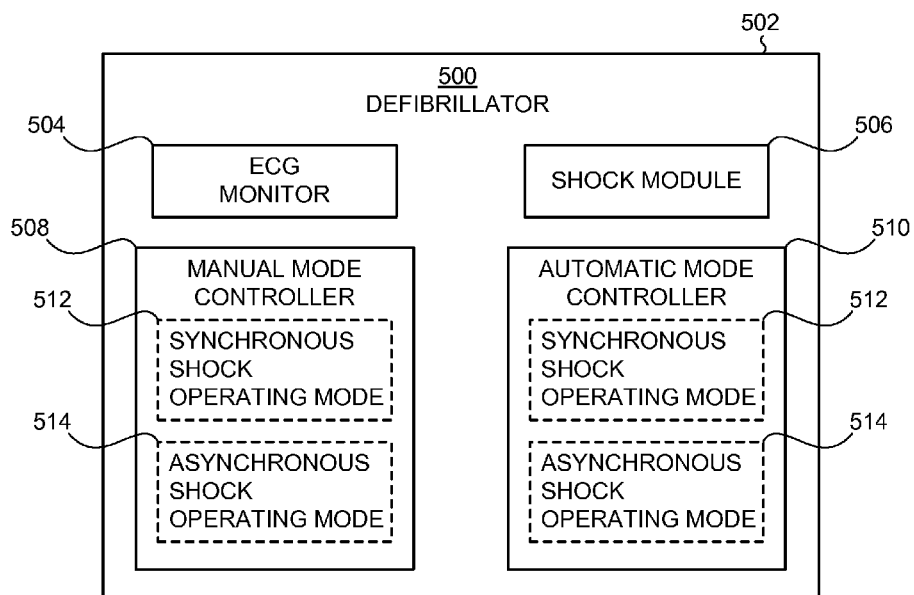 502
500
DEFIBRILLATOR
504
506
ECG
MONITOR
SHOCK MODULE
508
510
MANUAL MODE
CONTROLLER
AUTOMATIC MODE
CONTROLLER
512
512
SYNCHRONOUS
SHOCK
OPERATING MODE
SYNCHRONOUS
SHOCK
OPERATING MODE
514
514
ASYNCHRONOUS
SHOCK
OPERATING MODE
ASYNCHRONOUS
SHOCK
OPERATING MODE